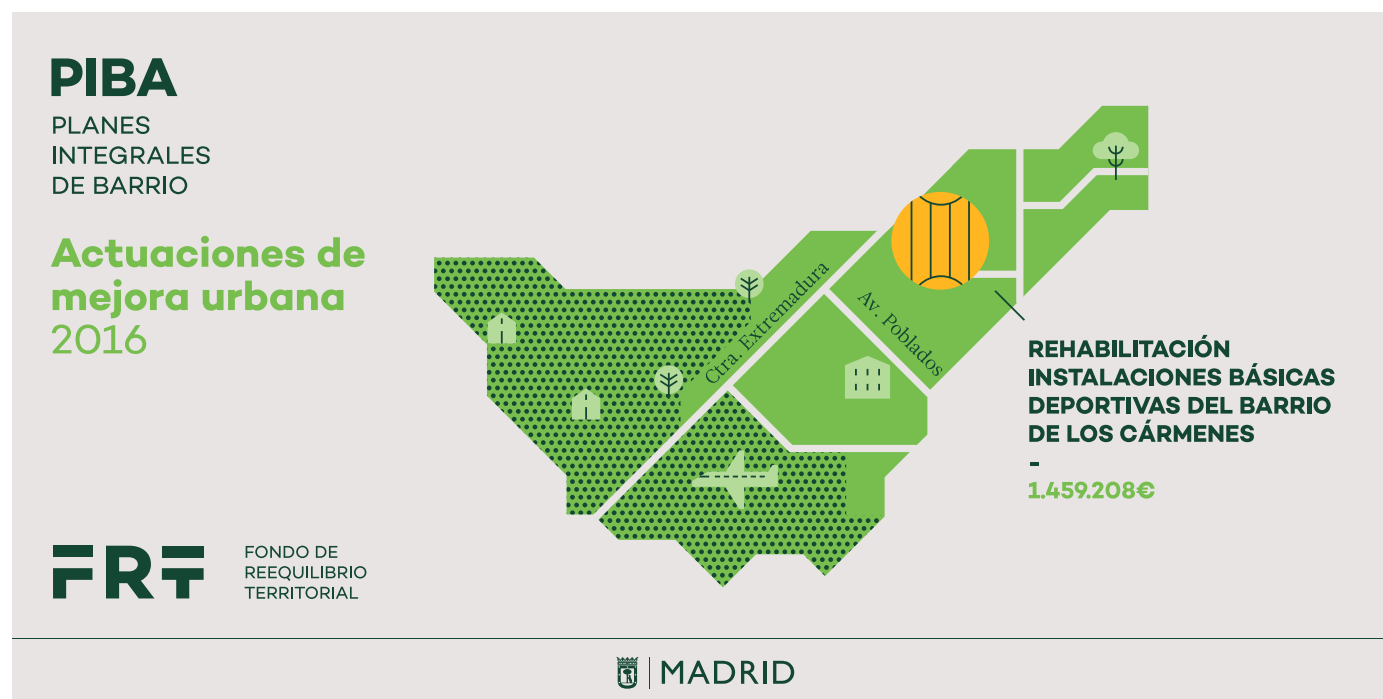 PIBA
PLANES
INTEGRALES
DE BARRIO
Actuaciones de
mejora urbana
2016
Ctra. Extremadura
Av. Poblados
REHABILITACIÓN
INSTALACIONES BÁSICAS
DEPORTIVAS DEL BARRIO
DE LOS CÁRMENES
-
1.459.208€
FRT
FONDO DE
REEQUILIBRIO
TERRITORIAL
MADRID